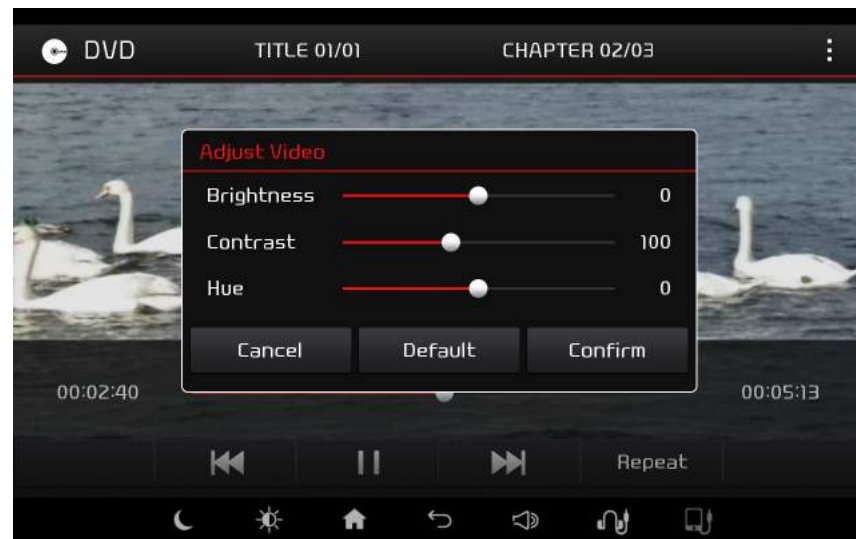 DVD TITLE 01/01 CHAPTER 02/03
Adjust Video
Brightness 0
Contrast 100
Hue 0
Cancel Default Confirm
00:02:40 00:05:13
Repeat